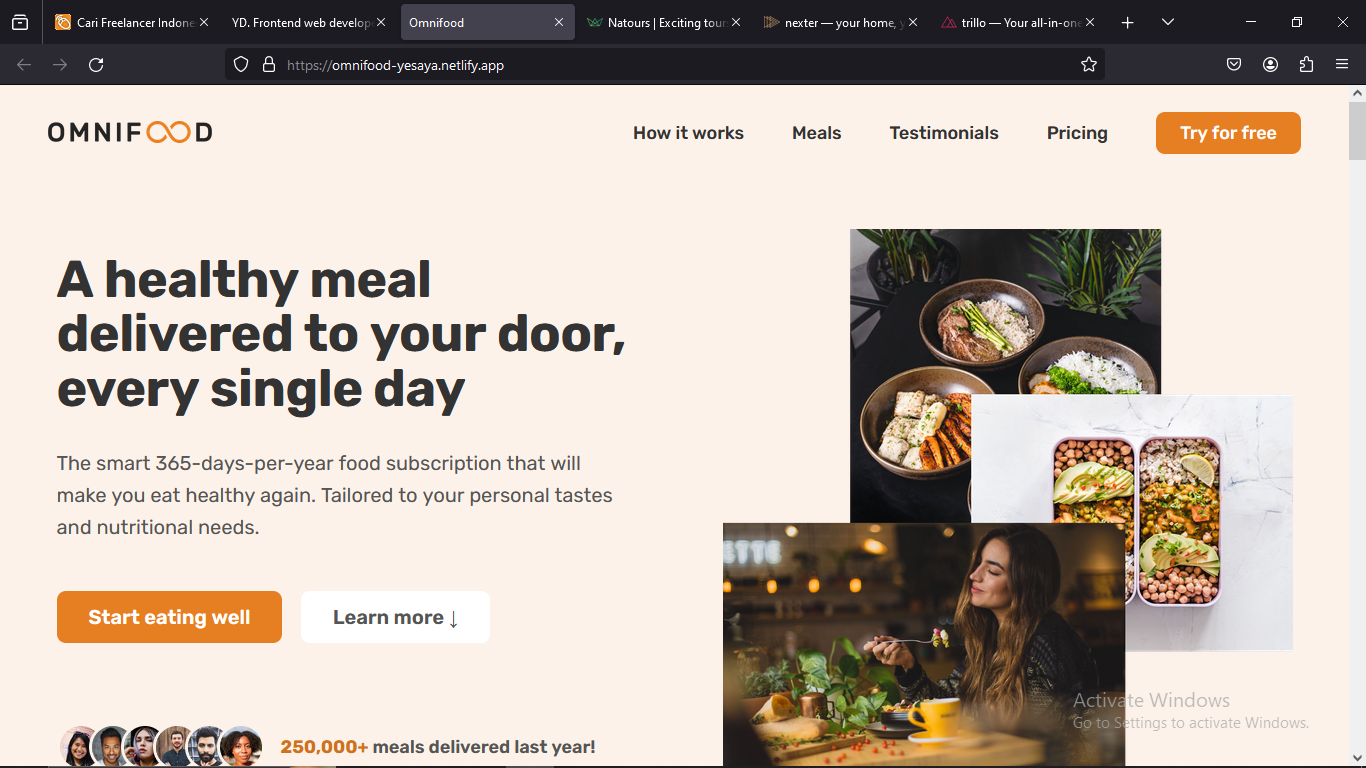 Cari Freelancer Indone
YD. Frontend web develop
Omnifood
Natours | Exciting tour
nexter — your home, y
trillo — Your all-in-one
https://omnifood-yesaya.netlify.app
OMNIFOOD
How it works
Meals
Testimonials
Pricing
Try for free
A healthy meal
delivered to your door,
every single day
The smart 365-days-per-year food subscription that will
make you eat healthy again. Tailored to your personal tastes
and nutritional needs.
Start eating well
Learn more ↓
ETTE
250,000+ meals delivered last year!
Activate Windows
Go to Settings to activate Windows.